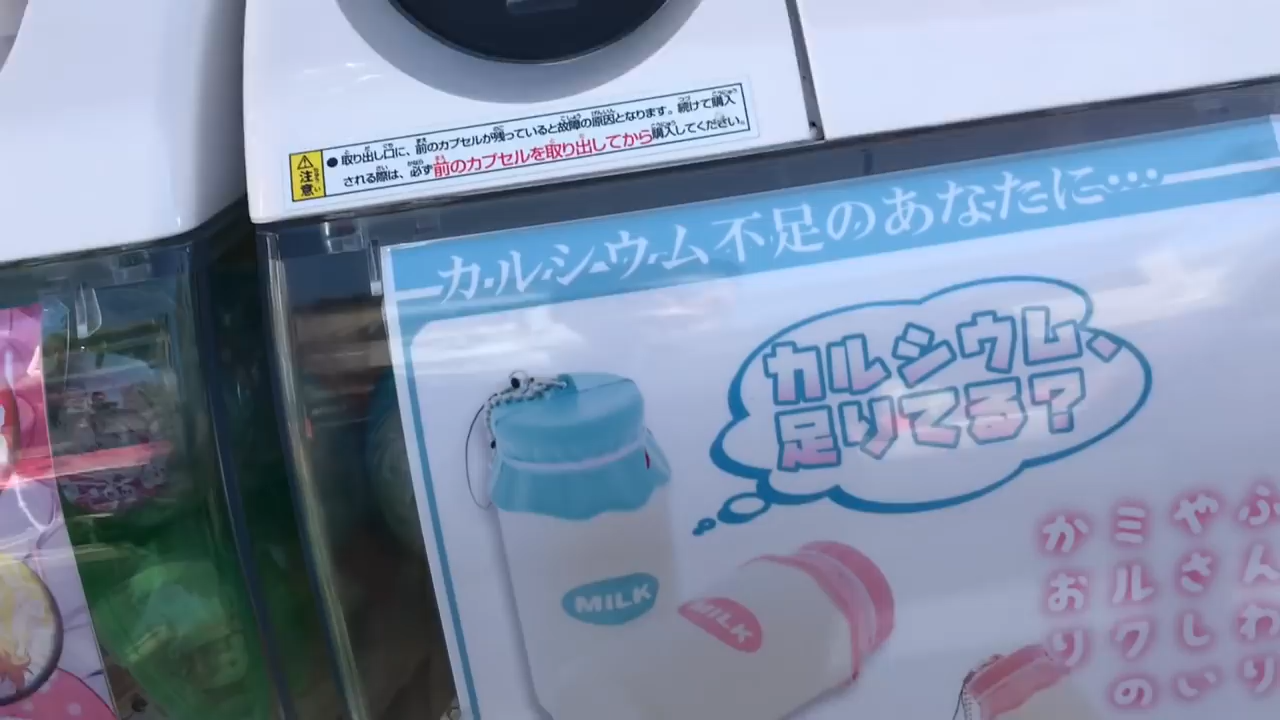 注意
● 取り出し口に、前のカプセルが残っていると故障の原因となります。続けて購入
される際は、必ず前のカプセルを取り出してから購入してください。
カルシウム不足のあなたに…
カルシウム、
足りてる?
MILK
MILK
ふんわり
やさしい
ミルクの
かおり